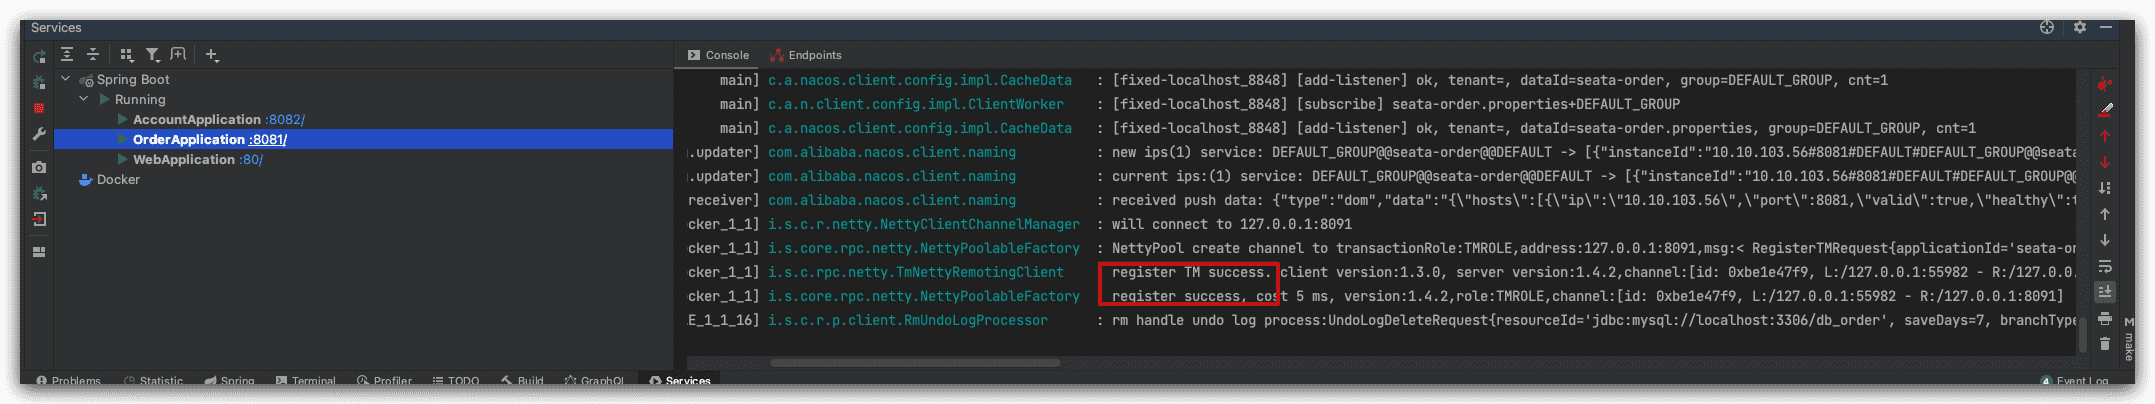 Services
Console
Endpoints
Spring Boot
Running
AccountApplication :8082/
OrderApplication :8081/
WebApplication :80/
Docker
main] c.a.nacos.client.config.impl.CacheData : [fixed-localhost_8848] [add-listener] ok, tenant=, dataId=seata-order, group=DEFAULT_GROUP, cnt=1
main] c.a.n.client.config.impl.ClientWorker : [fixed-localhost_8848] [subscribe] seata-order.properties+DEFAULT_GROUP
main] c.a.nacos.client.config.impl.CacheData : [fixed-localhost_8848] [add-listener] ok, tenant=, dataId=seata-order.properties, group=DEFAULT_GROUP, cnt=1
g.updater] com.alibaba.nacos.client.naming : new ips(1) service: DEFAULT_GROUP@@seata-order@@DEFAULT -> [{"instanceId":"10.10.103.56#8081#DEFAULT#DEFAULT_GROUP@@seata
g.updater] com.alibaba.nacos.client.naming : current ips:(1) service: DEFAULT_GROUP@@seata-order@@DEFAULT -> [{"instanceId":"10.10.103.56#8081#DEFAULT#DEFAULT_GROUP@
receiver] com.alibaba.nacos.client.naming : received push data: {"type":"dom","data":"{\"hosts\":[{\"ip\":\"10.10.103.56\",\"port\":8081,\"valid\":true,\"healthy\":t
ecker_1_1] i.s.c.r.netty.NettyClientChannelManager : will connect to 127.0.0.1:8091
ecker_1_1] i.s.core.rpc.netty.NettyPoolableFactory : NettyPool create channel to transactionRole:TMROLE,address:127.0.0.1:8091,msg:< RegisterTMRequest{applicationId='seata-or
ecker_1_1] i.s.c.rpc.netty.TmNettyRemotingClient register TM success. client version:1.3.0, server version:1.4.2,channel:[id: 0xbe1e47f9, L:/127.0.0.1:55982 - R:/127.0.0.
ecker_1_1] i.s.core.rpc.netty.NettyPoolableFactory register success, cost 5 ms, version:1.4.2,role:TMROLE,channel:[id: 0xbe1e47f9, L:/127.0.0.1:55982 - R:/127.0.0.1:8091]
LE_1_1_16] i.s.c.r.p.client.RmUndoLogProcessor : rm handle undo log process:UndoLogDeleteRequest{resourceId='jdbc:mysql://localhost:3306/db_order', saveDays=7, branchType
make
Problems
Statistic
Spring
Terminal
Profiler
TODO
Build
GraphQL
Services
Event Log